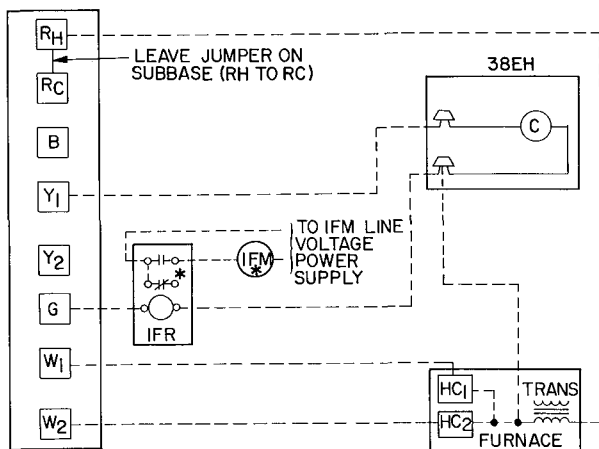 RH
LEAVE JUMPER ON
SUBBASE (RH TO RC)
RC
38EH
C
B
Y1
TO IFM LINE
VOLTAGE
POWER
SUPPLY
Y2
IFM
*
*
G
IFR
W1
HC1
TRANS
W2
HC2
FURNACE